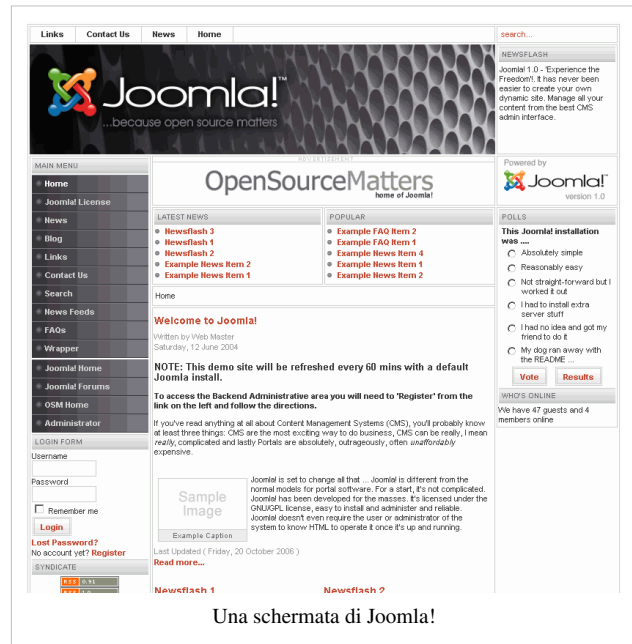 Links Contact Us News Home
search...
Joomla!™
...because open source matters
NEWSFLASH
Joomla! 1.0 - 'Experience the
Freedom'!. It has never been
easier to create your own
dynamic site. Manage all your
content from the best CMS
admin interface.
MAIN MENU
Home
Joomla! License
News
Blog
Links
Contact Us
Search
News Feeds
FAQs
Wrapper
Joomla! Home
Joomla! Forums
OSM Home
Administrator
LOGIN FORM
Username
Password
Remember me
Login
Lost Password?
No account yet? Register
SYNDICATE
RSS 0.91
ADVERTISEMENT
OpenSourceMatters
home of Joomla!
LATEST NEWS
Newsflash 3
Newsflash 1
Newsflash 2
Example News Item 2
Example News Item 1
POPULAR
Example FAQ Item 2
Example FAQ Item 1
Example News Item 4
Example News Item 1
Example News Item 2
Home
Welcome to Joomla!
Written by Web Master
Saturday, 12 June 2004
NOTE: This demo site will be refreshed every 60 mins with a default
Joomla install.
To access the Backend Administrative area you will need to 'Register' from the
link on the left and follow the directions.
If you've read anything at all about Content Management Systems (CMS), you'll probably know
at least three things: CMS are the most exciting way to do business, CMS can be really, I mean
really, complicated and lastly Portals are absolutely, outrageously, often unaffordably
expensive.
Sample
Image
Example Caption
Joomla! is set to change all that ... Joomla! is different from the
normal models for portal software. For a start, it's not complicated.
Joomla! has been developed for the masses. It's licensed under the
GNU/GPL license, easy to install and administer and reliable.
Joomla! doesn't even require the user or administrator of the
system to know HTML to operate it once it's up and running.
Last Updated ( Friday, 20 October 2006 )
Read more...
Newsflash 1 Newsflash 2
Powered by
Joomla!™
version 1.0
POLLS
This Joomla! installation
was ....
Absolutely simple
Reasonably easy
Not straight-forward but I
worked it out
I had to install extra
server stuff
I had no idea and got my
friend to do it
My dog ran away with
the README ...
Vote Results
WHO'S ONLINE
We have 47 guests and 4
members online
Una schermata di Joomla!